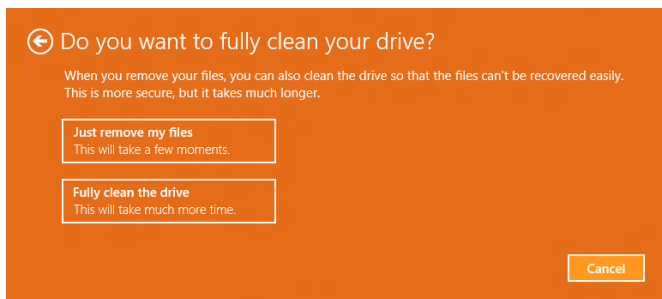 Do you want to fully clean your drive?
When you remove your files, you can also clean the drive so that the files can't be recovered easily.
This is more secure, but it takes much longer.
Just remove my files
This will take a few moments.
Fully clean the drive
This will take much more time.
Cancel